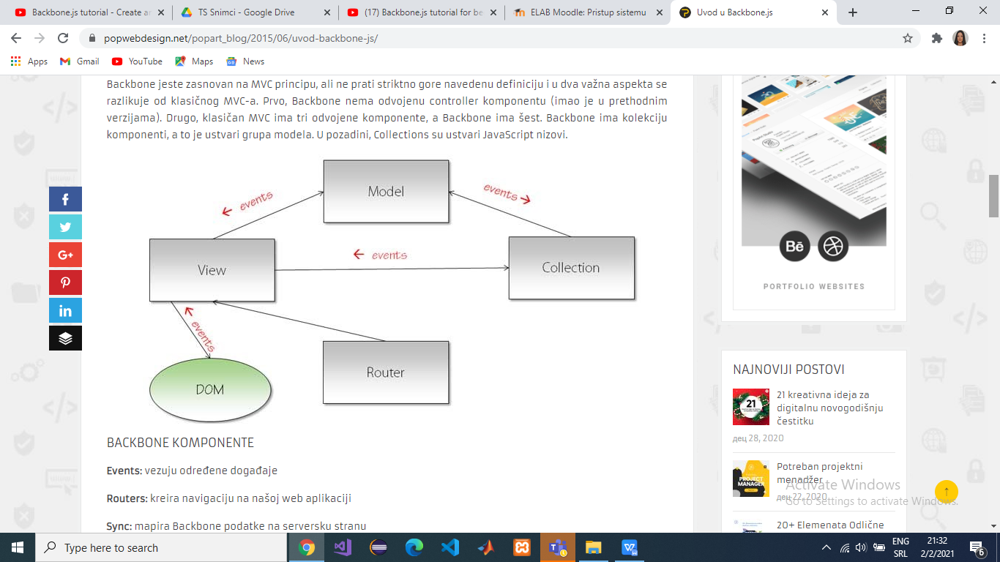 Backbone.js tutorial - Create ar
TS Snimci - Google Drive
(17) Backbone.js tutorial for be
ELAB Moodle: Pristup sistemu
Uvod u Backbone.js
popwebdesign.net/popart_blog/2015/06/uvod-backbone-js/
Apps
Gmail
YouTube
Maps
News
Backbone jeste zasnovan na MVC principu, ali ne prati striktno gore navedenu definiciju i u dva važna aspekta se
razlikuje od klasičnog MVC-a. Prvo, Backbone nema odvojenu controller komponentu (imao je u prethodnim
verzijama). Drugo, klasičan MVC ima tri odvojene komponente, a Backbone ima šest. Backbone ima kolekciju
komponenti, a to je ustvari grupa modela. U pozadini, Collections su ustvari JavaScript nizovi.
Model
events
events
View
events
Collection
events
Router
DOM
BACKBONE KOMPONENTE
Events: vezuju određene događaje
Routers: kreira navigaciju na našoj web aplikaciji
Sync: mapira Backbone podatke na serversku stranu
f
G+
in
Bē
PORTFOLIO WEBSITES
NAJNOVIJI POSTOVI
21
21 kreativna ideja za
digitalnu novogodišnju
čestitku
дец 28, 2020
PROJECT
MANAGER
Potreban projektni
menadžer
дец 22, 2020
20+ Elemenata Odlične
Activate Windows
Go to Settings to activate Windows.
Type here to search
ENG
SRL
21:32
2/2/2021
6